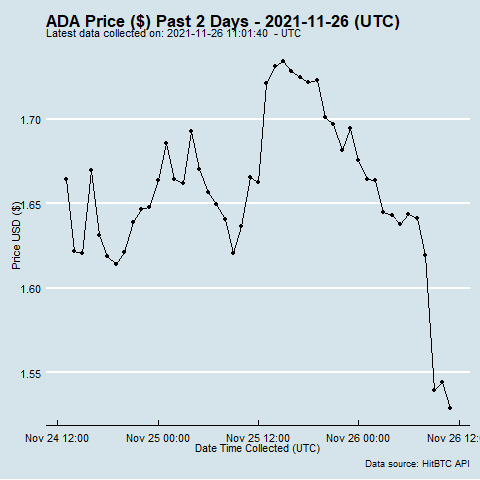 ADA Price ($) Past 2 Days - 2021-11-26 (UTC)
Latest data collected on: 2021-11-26 11:01:40  - UTC
1.70
1.65
1.60
1.55
Price USD ($)
Nov 24 12:00
Nov 25 00:00
Nov 25 12:00
Nov 26 00:00
Nov 26 12:0
Date Time Collected (UTC)
Data source: HitBTC API